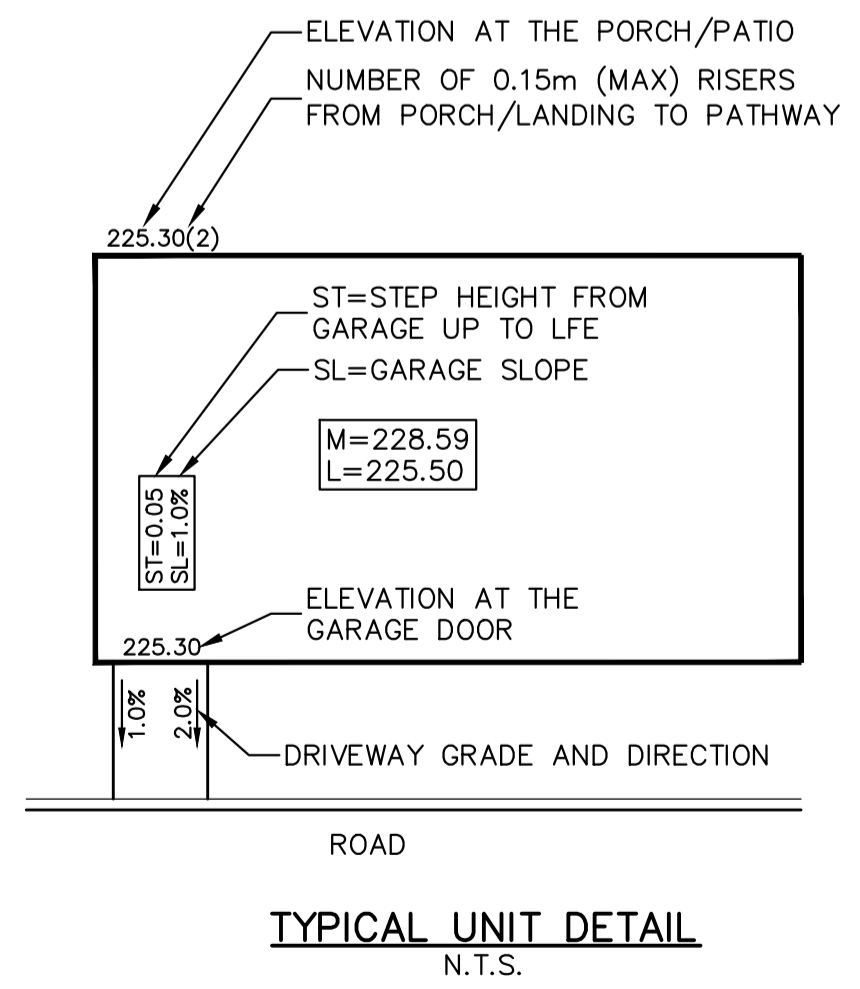 ELEVATION AT THE PORCH/PATIO
NUMBER OF 0.15m (MAX) RISERS
FROM PORCH/LANDING TO PATHWAY
225.30(2)
ST=STEP HEIGHT FROM
GARAGE UP TO LFE
SL=GARAGE SLOPE
M=228.59
L=225.50
ST=0.05
SL=1.0%
ELEVATION AT THE
GARAGE DOOR
225.30
1.0%
2.0%
DRIVEWAY GRADE AND DIRECTION
ROAD
TYPICAL UNIT DETAIL
N.T.S.